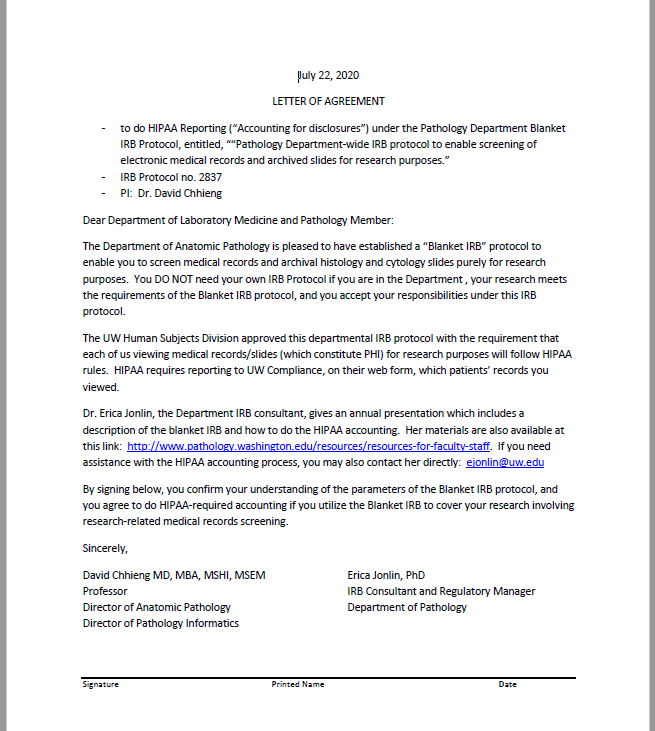 July 22, 2020
LETTER OF AGREEMENT
- to do HIPAA Reporting (“Accounting for disclosures”) under the Pathology Department Blanket
IRB Protocol, entitled, ““Pathology Department-wide IRB protocol to enable screening of
electronic medical records and archived slides for research purposes.”
- IRB Protocol no. 2837
- PI: Dr. David Chhieng
Dear Department of Laboratory Medicine and Pathology Member:
The Department of Anatomic Pathology is pleased to have established a “Blanket IRB” protocol to
enable you to screen medical records and archival histology and cytology slides purely for research
purposes. You DO NOT need your own IRB Protocol if you are in the Department , your research meets
the requirements of the Blanket IRB protocol, and you accept your responsibilities under this IRB
protocol.
The UW Human Subjects Division approved this departmental IRB protocol with the requirement that
each of us viewing medical records/slides (which constitute PHI) for research purposes will follow HIPAA
rules. HIPAA requires reporting to UW Compliance, on their web form, which patients’ records you
viewed.
Dr. Erica Jonlin, the Department IRB consultant, gives an annual presentation which includes a
description of the blanket IRB and how to do the HIPAA accounting. Her materials are also available at
this link: http://www.pathology.washington.edu/resources/resources-for-faculty-staff. If you need
assistance with the HIPAA accounting process, you may also contact her directly: ejonlin@uw.edu
By signing below, you confirm your understanding of the parameters of the Blanket IRB protocol, and
you agree to do HIPAA-required accounting if you utilize the Blanket IRB to cover your research involving
research-related medical records screening.
Sincerely,
David Chhieng MD, MBA, MSHI, MSEM Erica Jonlin, PhD
Professor IRB Consultant and Regulatory Manager
Director of Anatomic Pathology Department of Pathology
Director of Pathology Informatics
Signature Printed Name Date